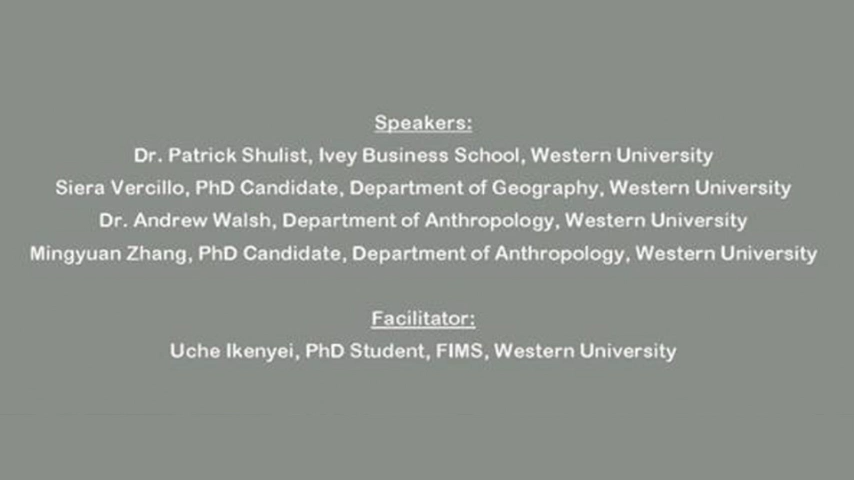 Speakers:
Dr. Patrick Shulist, Ivey Business School, Western University
Siera Vercillo, PhD Candidate, Department of Geography, Western University
Dr. Andrew Walsh, Department of Anthropology, Western University
Mingyuan Zhang, PhD Candidate, Department of Anthropology, Western University
Facilitator:
Uche Ikenyei, PhD Student, FIMS, Western University